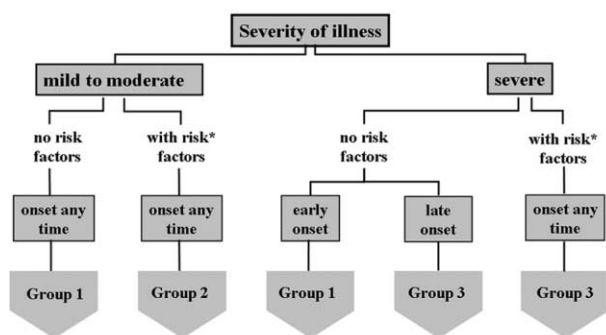 Severity of illness
mild to moderate
severe
no risk
factors
with risk*
factors
no risk
factors
with risk*
factors
onset any
time
onset any
time
early
onset
late
onset
onset any
time
Group 1
Group 2
Group 1
Group 3
Group 3